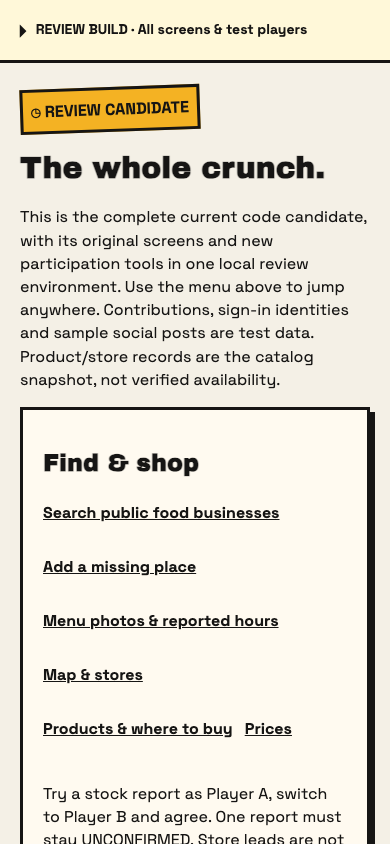 REVIEW BUILD · All screens & test players
REVIEW CANDIDATE
The whole crunch.
This is the complete current code candidate,
with its original screens and new
participation tools in one local review
environment. Use the menu above to jump
anywhere. Contributions, sign-in identities
and sample social posts are test data.
Product/store records are the catalog
snapshot, not verified availability.
Find & shop
Search public food businesses
Add a missing place
Menu photos & reported hours
Map & stores
Products & where to buy Prices
Try a stock report as Player A, switch
to Player B and agree. One report must
stay UNCONFIRMED. Store leads are not